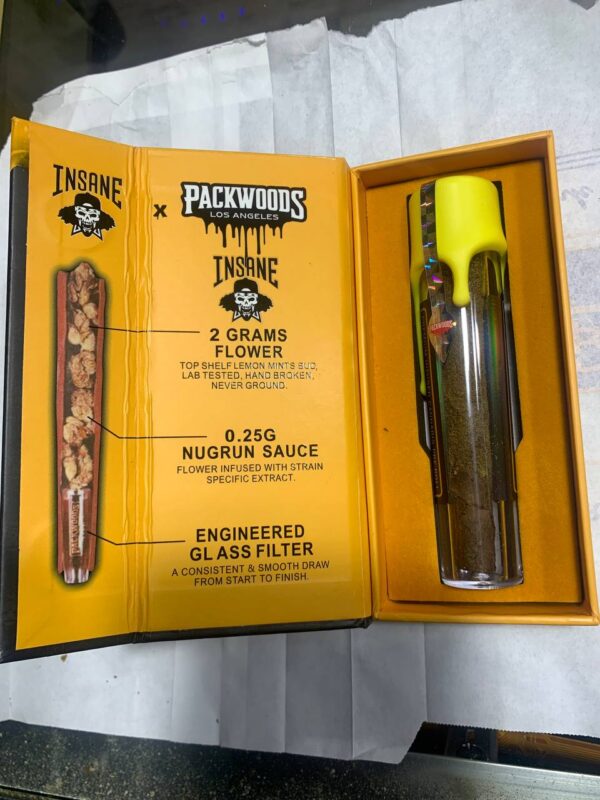 INSANE
x
PACKWOODS
LOS ANGELES
INSANE
2 GRAMS
FLOWER
TOP SHELF LEMON MINTS BUD,
LAB TESTED, HAND BROKEN,
NEVER GROUND.
0.25G
NUGRUN SAUCE
FLOWER INFUSED WITH STRAIN
SPECIFIC EXTRACT.
ENGINEERED
GLASS FILTER
A CONSISTENT & SMOOTH DRAW
FROM START TO FINISH.
PACKWOODS
PACKWOODS